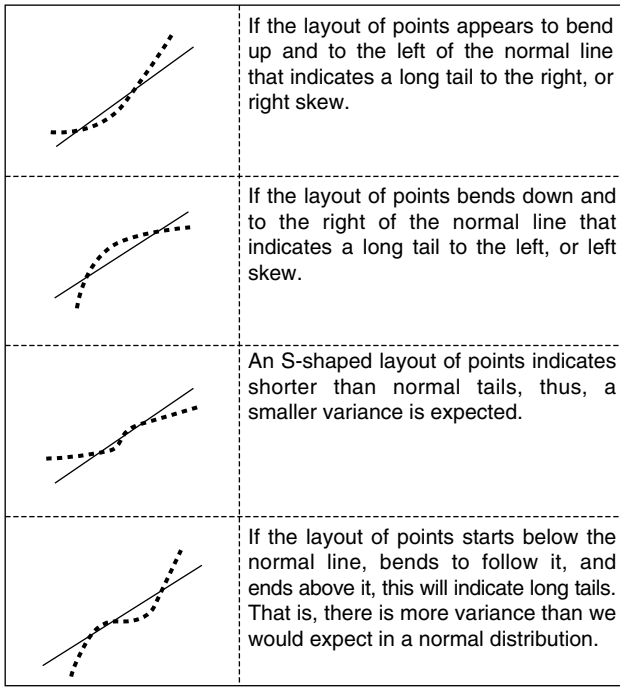 If the layout of points appears to bend
up and to the left of the normal line
that indicates a long tail to the right, or
right skew.
If the layout of points bends down and
to the right of the normal line that
indicates a long tail to the left, or left
skew.
An S-shaped layout of points indicates
shorter than normal tails, thus, a
smaller variance is expected.
If the layout of points starts below the
normal line, bends to follow it, and
ends above it, this will indicate long tails.
That is, there is more variance than we
would expect in a normal distribution.